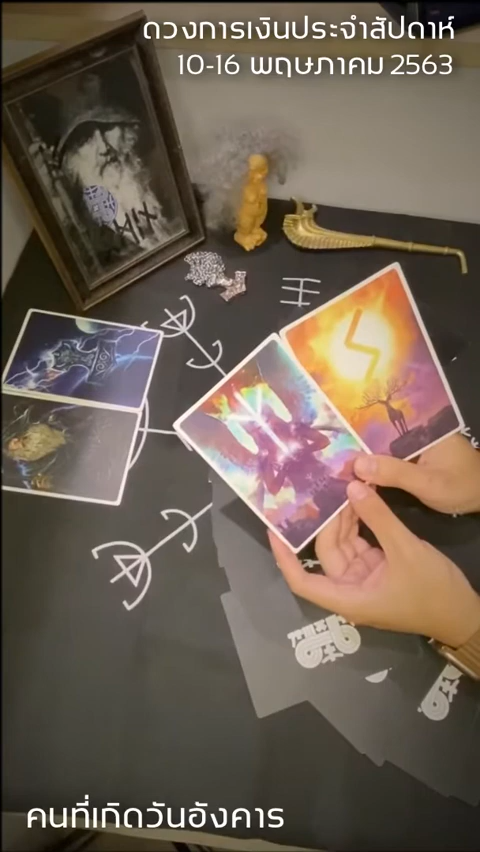 ดวงการเงินประจำสัปดาห์
10-16 พฤษภาคม 2563
คนที่เกิดวันอังคาร